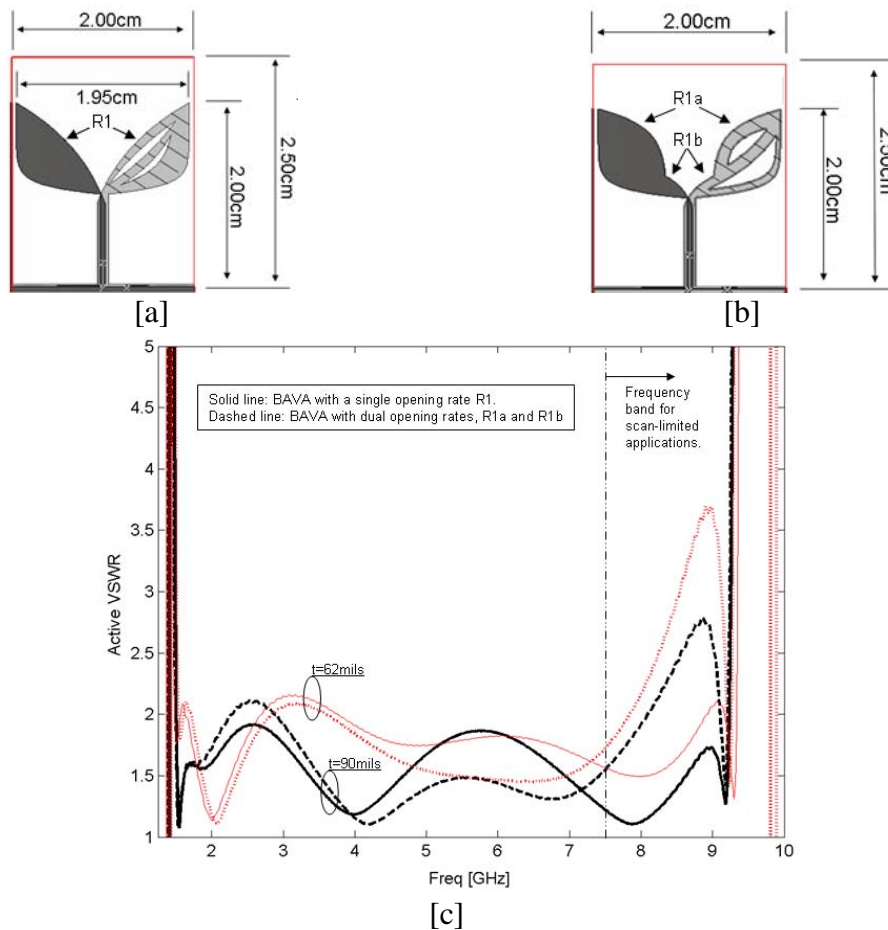 2.00cm
1.95cm
R1
2.00cm
2.50cm
[a]
2.00cm
R1a
R1b
2.00cm
2.50cm
[b]
Active VSWR
5
4.5
4
3.5
3
2.5
2
1.5
1
Solid line: BAVA with a single opening rate R1.
Dashed line: BAVA with dual opening rates, R1a and R1b
Frequency
band for
scan-limited
applications.
t=62mils
t=90mils
2 3 4 5 6 7 8 9 10
Freq [GHz]
[c]